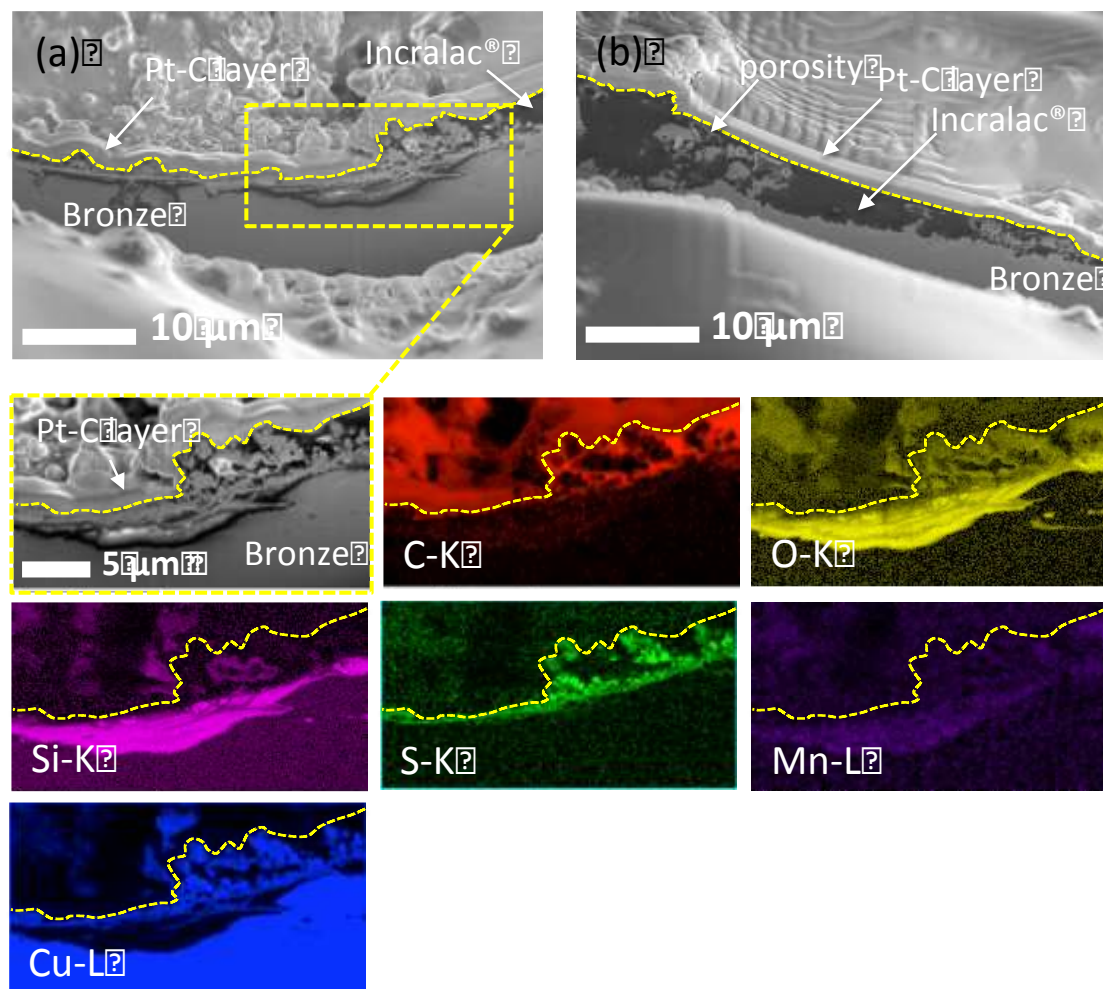 (a)⍰
Incralac®⍰
Pt-C⍰layer⍰
Bronze⍰
10⍰µm⍰
(b)⍰
porosity⍰
Pt-C⍰layer⍰
Incralac®⍰
Bronze⍰
10⍰µm⍰
Pt-C⍰layer⍰
Bronze⍰
5⍰µm⍰
C-K⍰
O-K⍰
Si-K⍰
S-K⍰
Mn-L⍰
Cu-L⍰